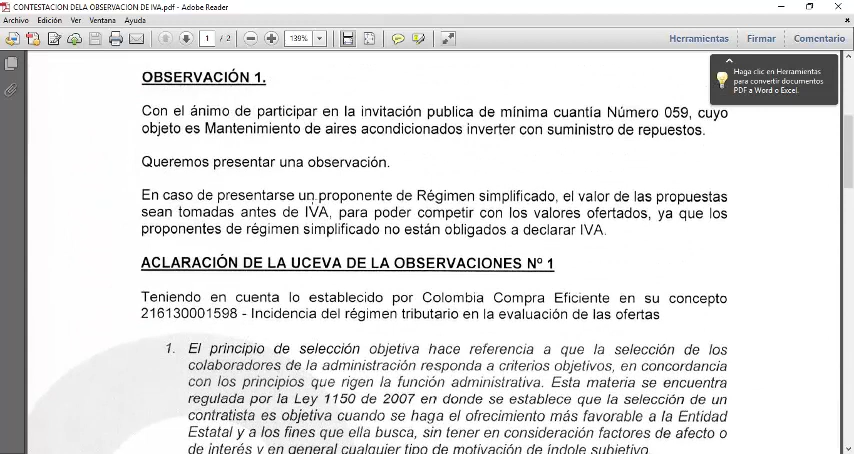 CONTESTACION DELA OBSERVACION DE IVA.pdf - Adobe Reader
Archivo Edición Ver Ventana Ayuda
1 / 2 139% Herramientas Firmar Comentario
Haga clic en Herramientas
para convertir documentos
PDF a Word o Excel.
OBSERVACIÓN 1.
Con el ánimo de participar en la invitación publica de mínima cuantía Número 059, cuyo
objeto es Mantenimiento de aires acondicionados inverter con suministro de repuestos.
Queremos presentar una observación.
En caso de presentarse un proponente de Régimen simplificado, el valor de las propuestas
sean tomadas antes de IVA, para poder competir con los valores ofertados, ya que los
proponentes de régimen simplificado no están obligados a declarar IVA.
ACLARACIÓN DE LA UCEVA DE LA OBSERVACIONES Nº 1
Teniendo en cuenta lo establecido por Colombia Compra Eficiente en su concepto
216130001598 - Incidencia del régimen tributario en la evaluación de las ofertas
1. El principio de selección objetiva hace referencia a que la selección de los
colaboradores de la administración responda a criterios objetivos, en concordancia
con los principios que rigen la función administrativa. Esta materia se encuentra
regulada por la Ley 1150 de 2007 en donde se establece que la selección de un
contratista es objetiva cuando se haga el ofrecimiento más favorable a la Entidad
Estatal y a los fines que ella busca, sin tener en consideración factores de afecto o
de interés y en general cualquier tipo de motivación de índole subjetivo.